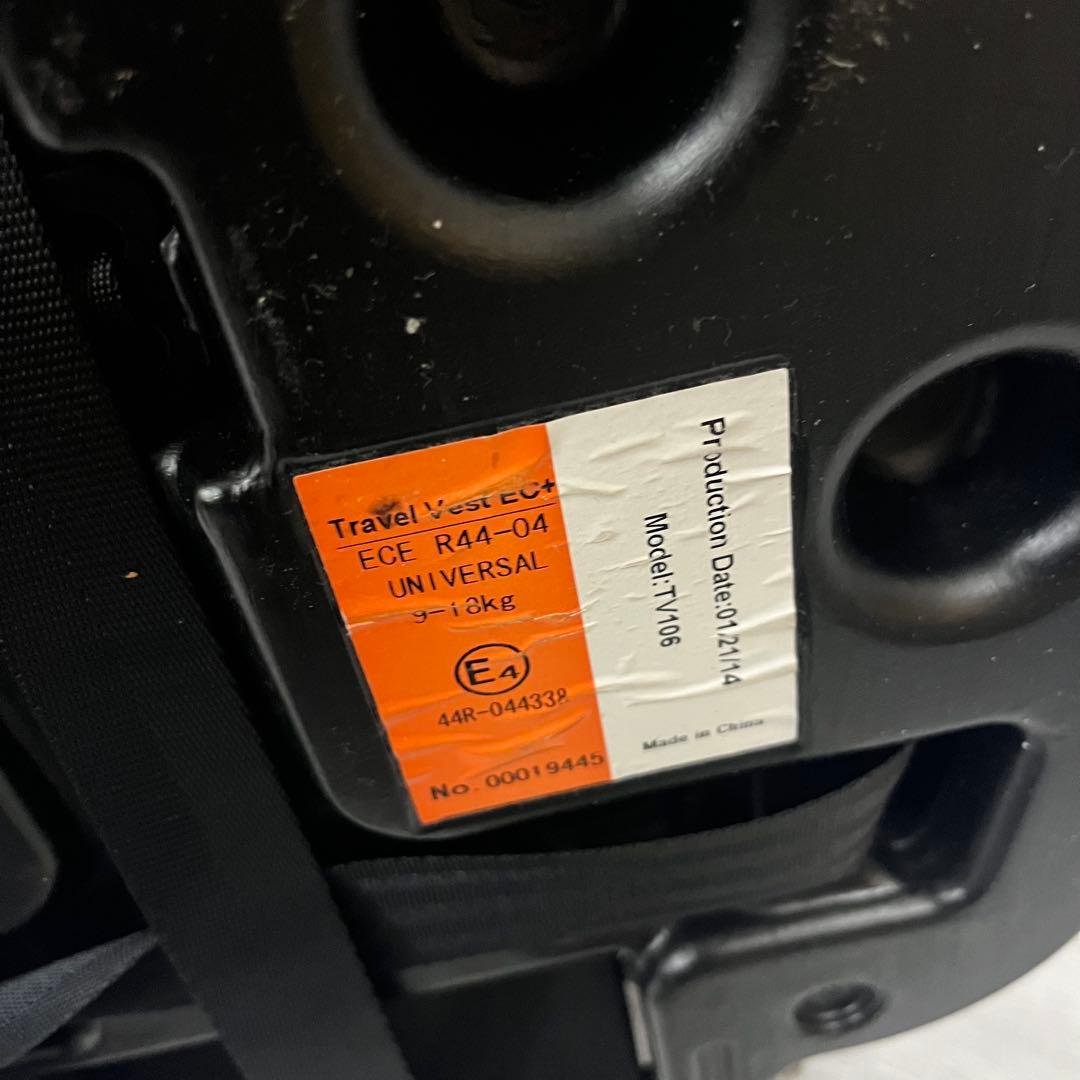 Travel Vest EC+
ECE R44-04
UNIVERSAL
9-18kg
E4
44R-044338
No. 00019445
Production Date:01/21/14
Model:TV106
Made in China